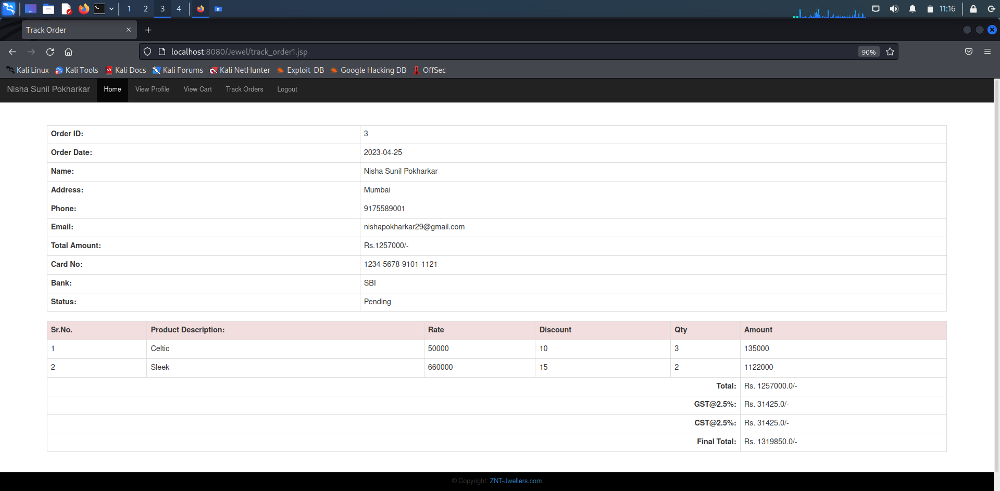 1 2 3 4 11:16
Track Order
localhost:8080/Jewel/track_order1.jsp 90%
Kali Linux Kali Tools Kali Docs Kali Forums Kali NetHunter Exploit-DB Google Hacking DB OffSec
Nisha Sunil Pokharkar Home View Profile View Cart Track Orders Logout
Order ID: 3
Order Date: 2023-04-25
Name: Nisha Sunil Pokharkar
Address: Mumbai
Phone: 9175589001
Email: nishapokharkar29@gmail.com
Total Amount: Rs.1257000/-
Card No: 1234-5678-9101-1121
Bank: SBI
Status: Pending
Sr.No. Product Description: Rate Discount Qty Amount
1 Celtic 50000 10 3 135000
2 Sleek 660000 15 2 1122000
Total: Rs. 1257000.0/-
GST@2.5%: Rs. 31425.0/-
CST@2.5%: Rs. 31425.0/-
Final Total: Rs. 1319850.0/-
© Copyright: ZNT-Jwellers.com